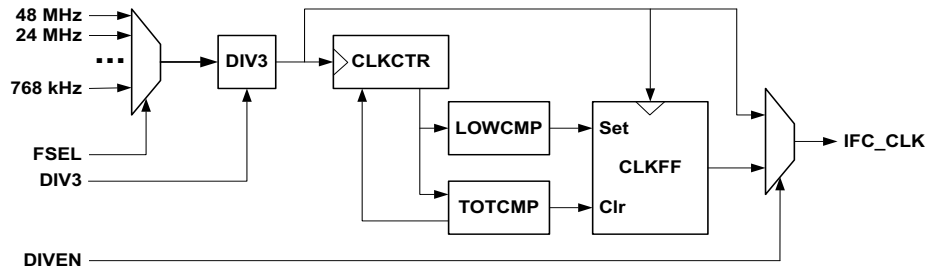 48 MHz
24 MHz
...
768 kHz
FSEL
DIV3
DIVEN
DIV3
CLKCTR
LOWCMP
TOTCMP
Set
CLKFF
Clr
IFC_CLK